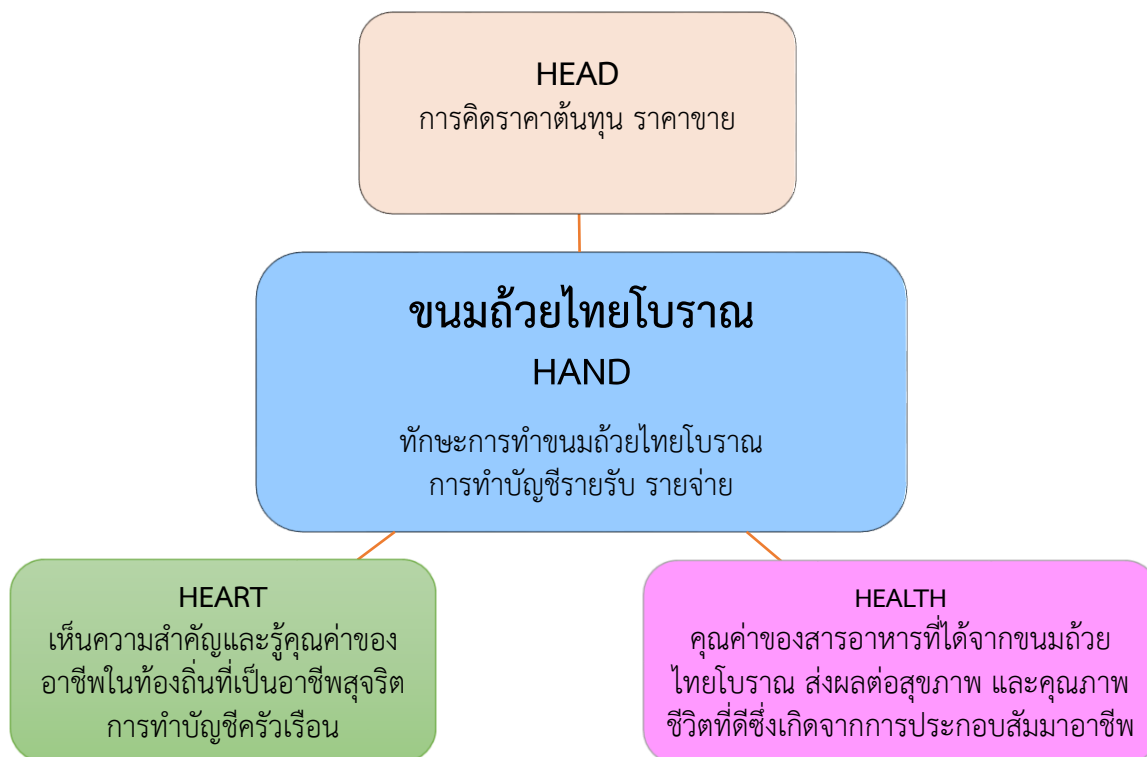 HEAD
การคิดราคาต้นทุน ราคาขาย
ขนมถ้วยไทยโบราณ
HAND
ทักษะการทำขนมถ้วยไทยโบราณ
การทำบัญชีรายรับ รายจ่าย
HEART
เห็นความสำคัญและรู้คุณค่าของ
อาชีพในท้องถิ่นที่เป็นอาชีพสุจริต
การทำบัญชีครัวเรือน
HEALTH
คุณค่าของสารอาหารที่ได้จากขนมถ้วย
ไทยโบราณ ส่งผลต่อสุขภาพ และคุณภาพ
ชีวิตที่ดีซึ่งเกิดจากการประกอบสัมมาอาชีพ